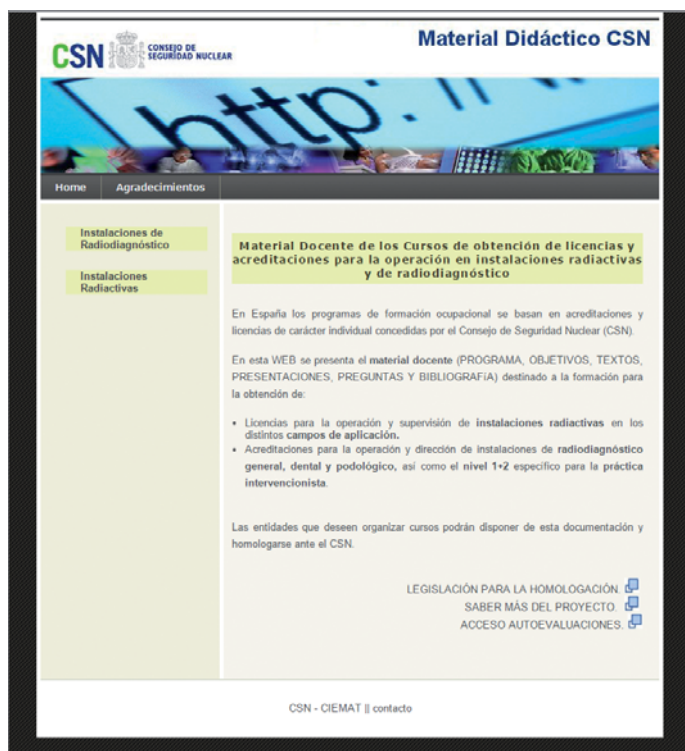 CSN
CONSEJO DE
SEGURIDAD NUCLEAR
Material Didáctico CSN
http://w
Home Agradecimientos
Instalaciones de
Radiodiagnóstico
Instalaciones
Radiactivas
Material Docente de los Cursos de obtención de licencias y
acreditaciones para la operación en instalaciones radiactivas
y de radiodiagnóstico
En España los programas de formación ocupacional se basan en acreditaciones y
licencias de carácter individual concedidas por el Consejo de Seguridad Nuclear (CSN).
En esta WEB se presenta el material docente (PROGRAMA, OBJETIVOS, TEXTOS,
PRESENTACIONES, PREGUNTAS Y BIBLIOGRAFíA) destinado a la formación para
la obtención de:
• Licencias para la operación y supervisión de instalaciones radiactivas en los
distintos campos de aplicación.
• Acreditaciones para la operación y dirección de instalaciones de radiodiagnóstico
general, dental y podológico, así como el nivel 1+2 específico para la práctica
intervencionista.
Las entidades que deseen organizar cursos podrán disponer de esta documentación y
homologarse ante el CSN.
LEGISLACIÓN PARA LA HOMOLOGACIÓN.
SABER MÁS DEL PROYECTO.
ACCESO AUTOEVALUACIONES.
CSN - CIEMAT || contacto